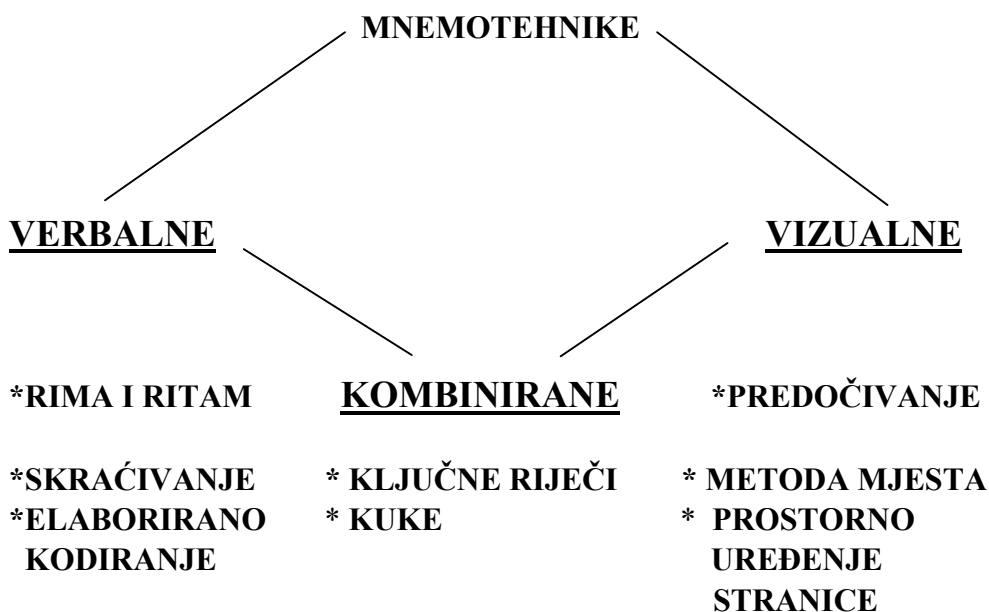 MNEMOTEHNIKE
VERBALNE
VIZUALNE
*RIMA I RITAM
KOMBINIRANE
*PREDOČIVANJE
*SKRAĆIVANJE
* KLJUČNE RIJEČI
* METODA MJESTA
*ELABORIRANO
* KUKE
* PROSTORNO
KODIRANJE
UREĐENJE
STRANICE